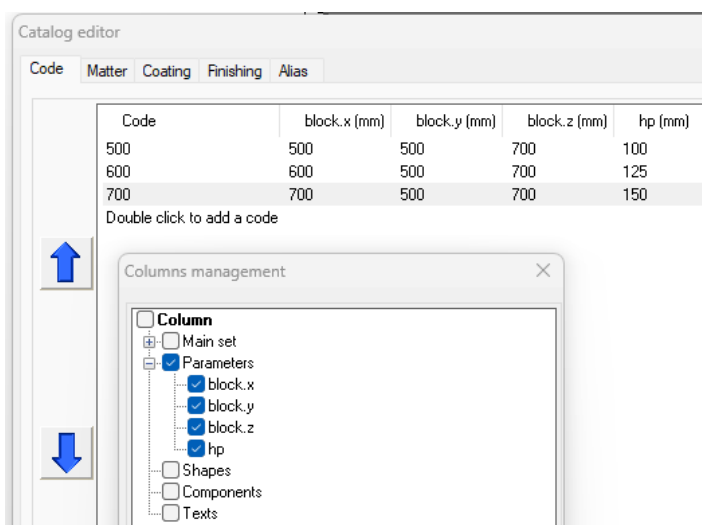 Catalog editor
Code Matter Coating Finishing Alias
Code block.x (mm) block.y (mm) block.z (mm) hp (mm)
500 500 500 700 100
600 600 500 700 125
700 700 500 700 150
Double click to add a code
Columns management
Column
Main set
Parameters
block.x
block.y
block.z
hp
Shapes
Components
Texts